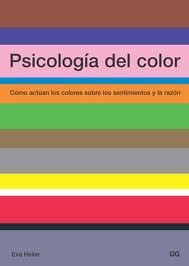 Psicología del color
Cómo actúan los colores sobre los sentimientos y la razón
Eva Heller
GG